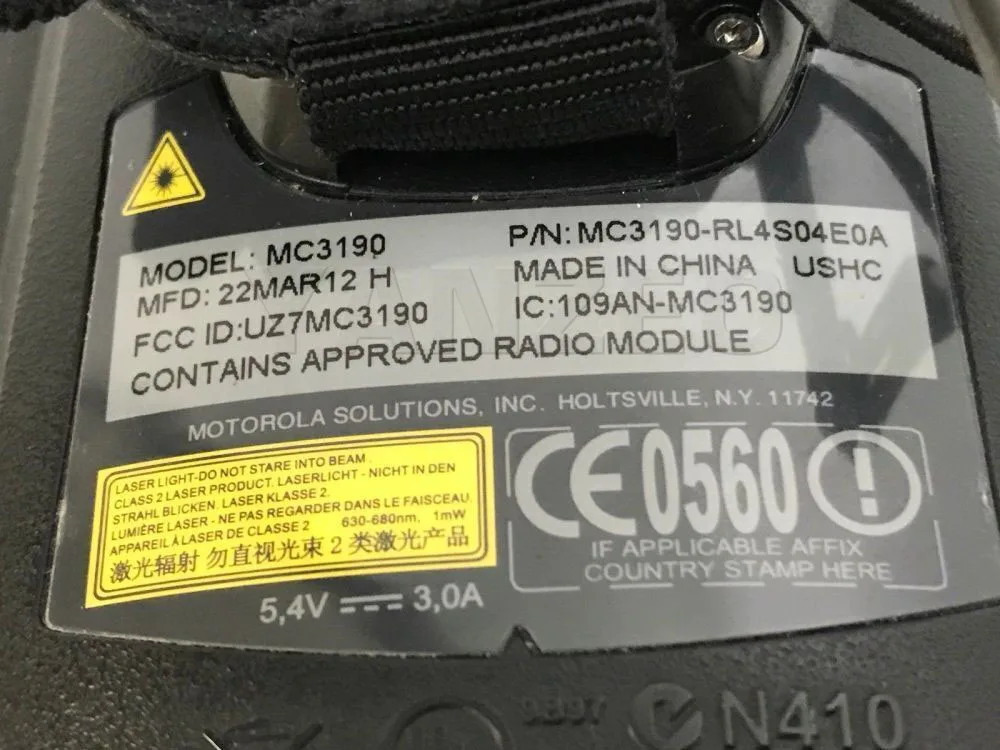 MODEL: MC3190
P/N: MC3190-RL4S04E0A
MFD: 22MAR12 H
MADE IN CHINA USHC
FCC ID:UZ7MC3190
IC:109AN-MC3190
CONTAINS APPROVED RADIO MODULE
YANZEO
MOTOROLA SOLUTIONS, INC. HOLTSVILLE, N.Y. 11742
LASER LIGHT-DO NOT STARE INTO BEAM.
CLASS 2 LASER PRODUCT. LASERLICHT - NICHT IN DEN
STRAHL BLICKEN. LASER KLASSE 2.
LUMIÈRE LASER - NE PAS REGARDER DANS LE FAISCEAU.
APPAREIL À LASER DE CLASSE 2 630-680nm, 1mW
激光辐射 勿直视光束 2 类激光产品
CE0560
IF APPLICABLE AFFIX
COUNTRY STAMP HERE
5,4V 3,0A
N410